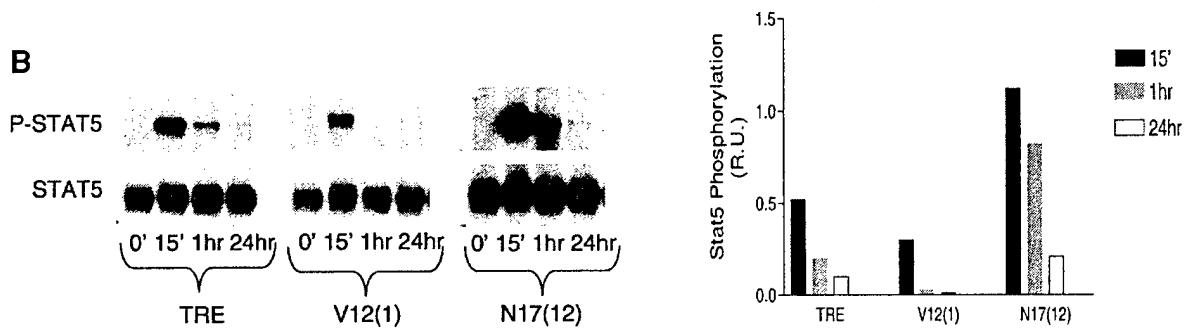 B
P-STAT5
STAT5
0' 15' 1hr 24hr
0' 15' 1hr 24hr
0' 15' 1hr 24hr
TRE
V12(1)
N17(12)
Stat5 Phosphorylation
(R.U.)
1.5
1.0
0.5
0.0
TRE
V12(1)
N17(12)
15'
1hr
24hr